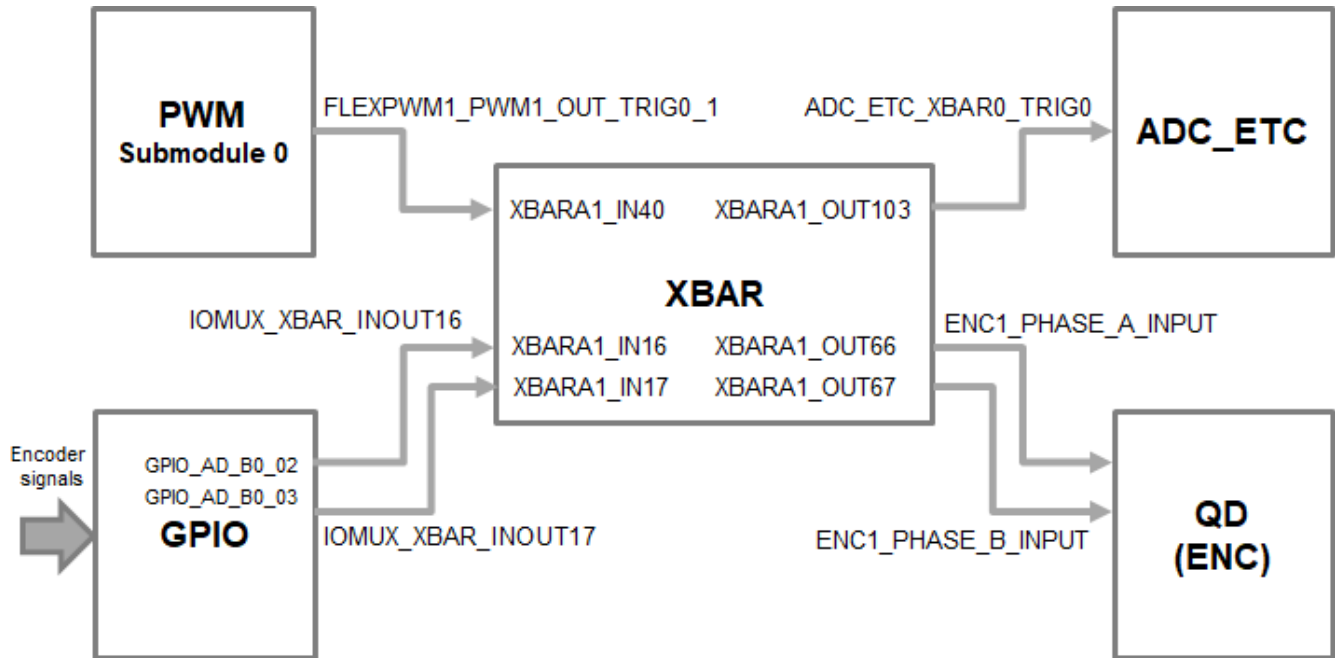 PWM
Submodule 0
FLEXPWM1_PWM1_OUT_TRIG0_1
ADC_ETC_XBAR0_TRIG0
ADC_ETC
XBARA1_IN40
XBARA1_OUT103
XBAR
IOMUX_XBAR_INOUT16
ENC1_PHASE_A_INPUT
XBARA1_IN16
XBARA1_OUT66
XBARA1_IN17
XBARA1_OUT67
Encoder
signals
GPIO_AD_B0_02
GPIO_AD_B0_03
GPIO
IOMUX_XBAR_INOUT17
ENC1_PHASE_B_INPUT
QD
(ENC)